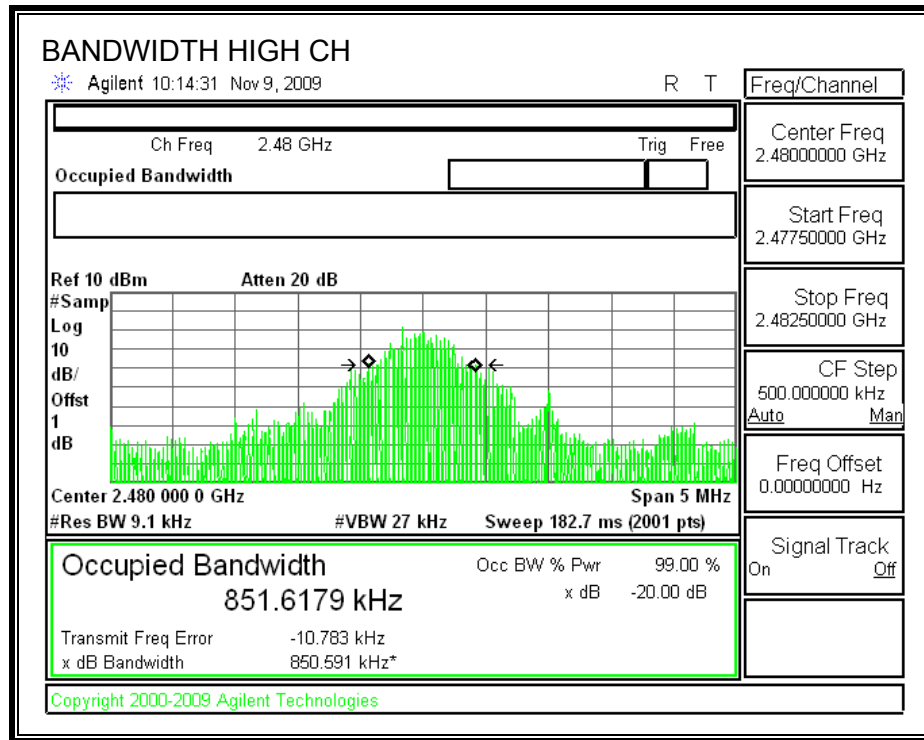 BANDWIDTH HIGH CH
Agilent 10:14:31 Nov 9, 2009 R T
Freq/Channel
Ch Freq 2.48 GHz Trig Free
Occupied Bandwidth
Center Freq
2.48000000 GHz
Start Freq
2.47750000 GHz
Stop Freq
2.48250000 GHz
CF Step
500.000000 kHz
Auto Man
Freq Offset
0.00000000 Hz
Signal Track
On Off
Ref 10 dBm Atten 20 dB
#Samp
Log
10
dB/
Offst
1
dB
Center 2.480 000 0 GHz Span 5 MHz
#Res BW 9.1 kHz #VBW 27 kHz Sweep 182.7 ms (2001 pts)
Occupied Bandwidth
851.6179 kHz
Occ BW % Pwr 99.00 %
x dB -20.00 dB
Transmit Freq Error -10.783 kHz
x dB Bandwidth 850.591 kHz*
Copyright 2000-2009 Agilent Technologies